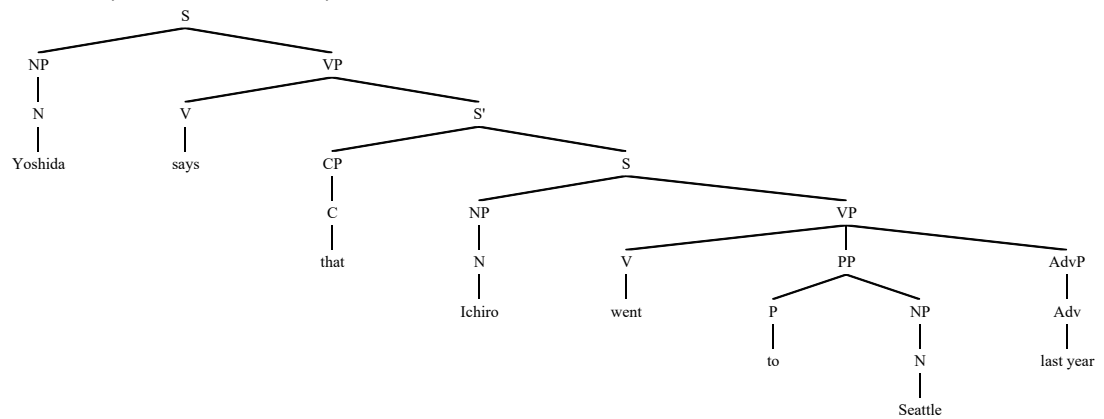 S
NP VP
N V S'
Yoshida says CP S
C NP VP
that N V PP AdvP
Ichiro went P NP Adv
to N last year
Seattle